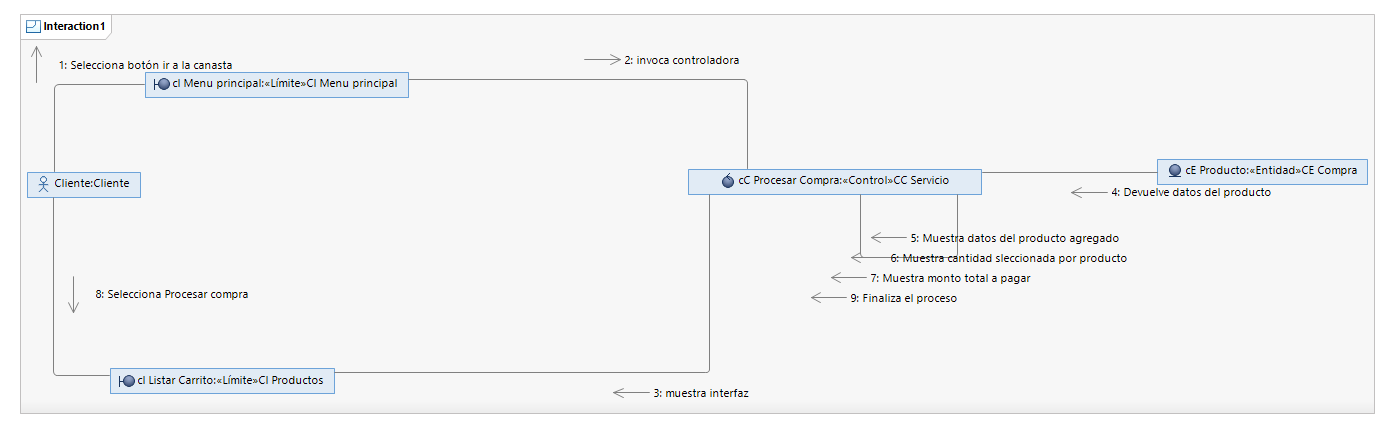 Interaction1
1: Selecciona botón ir a la canasta
2: invoca controladora
cI Menu principal:«Límite»CI Menu principal
cE Producto:«Entidad»CE Compra
Cliente:Cliente
cC Procesar Compra:«Control»CC Servicio
4: Devuelve datos del producto
5: Muestra datos del producto agregado
6: Muestra cantidad sleccionada por producto
7: Muestra monto total a pagar
8: Selecciona Procesar compra
9: Finaliza el proceso
cI Listar Carrito:«Límite»CI Productos
3: muestra interfaz